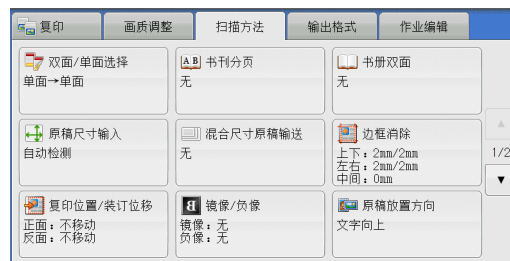 复印 画质调整 扫描方法 输出格式 作业编辑
双面/单面选择 书刊分页 书册双面
单面→单面 无 无
原稿尺寸输入 混合尺寸原稿输送 边框消除
自动检测 无 上下：2mm/2mm
左右：2mm/2mm
中间：0mm
1/2
复印位置/装订位移 镜像/负像 原稿放置方向
正面：不移动 镜像：无 文字向上
反面：不移动 负像：无